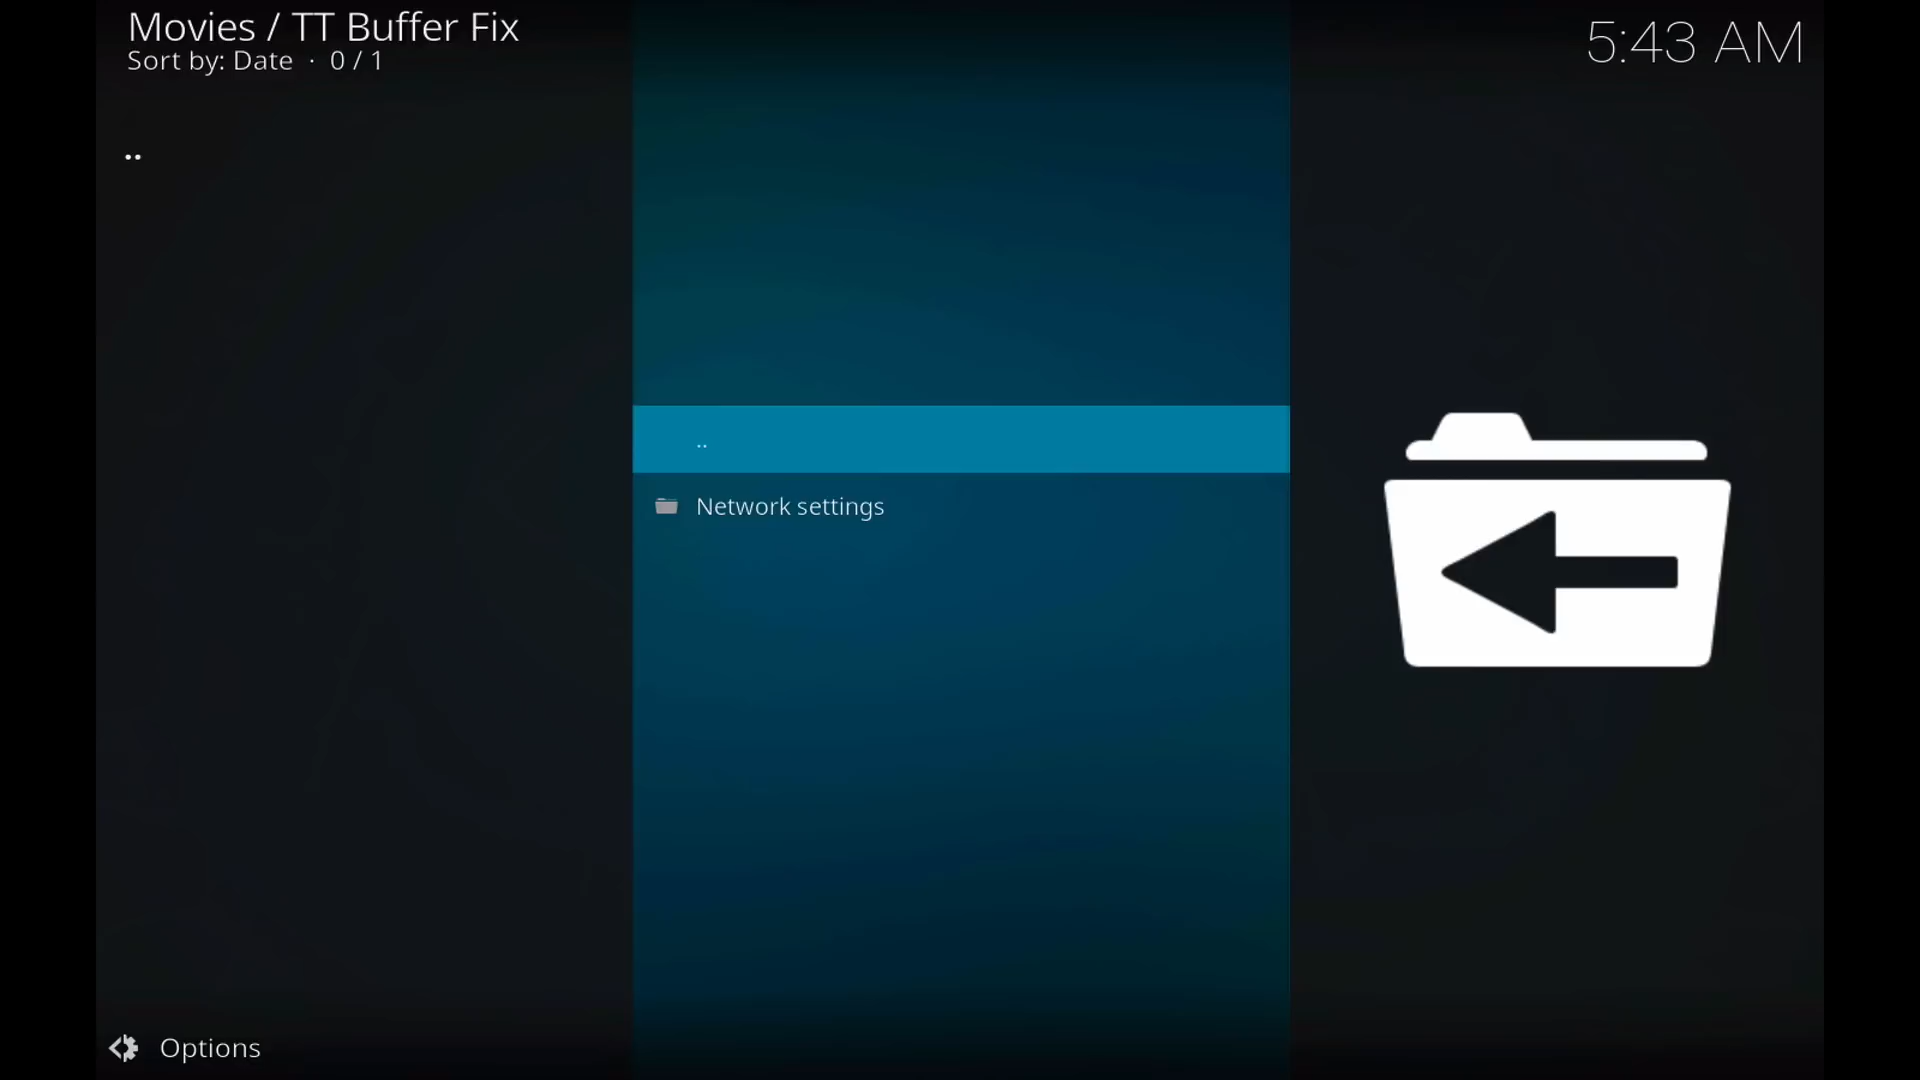 Movies / TT Buffer Fix
Sort by: Date · 0 / 1
5:43 AM
..
..
Network settings
Options